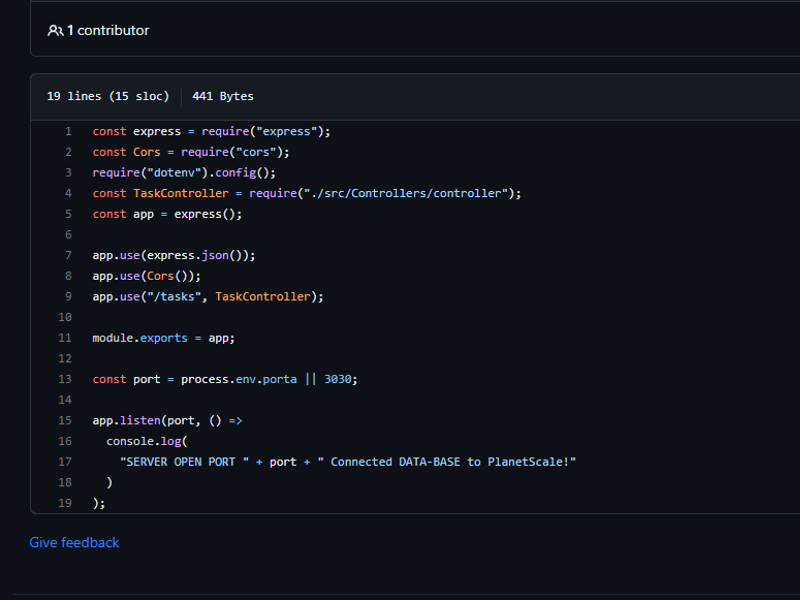 1 contributor
19 lines (15 sloc) 441 Bytes
1 const express = require("express");
2 const Cors = require("cors");
3 require("dotenv").config();
4 const TaskController = require("./src/Controllers/controller");
5 const app = express();
6
7 app.use(express.json());
8 app.use(Cors());
9 app.use("/tasks", TaskController);
10
11 module.exports = app;
12
13 const port = process.env.porta || 3030;
14
15 app.listen(port, () =>
16   console.log(
17     "SERVER OPEN PORT " + port + " Connected DATA-BASE to PlanetScale!"
18   )
19 );
Give feedback